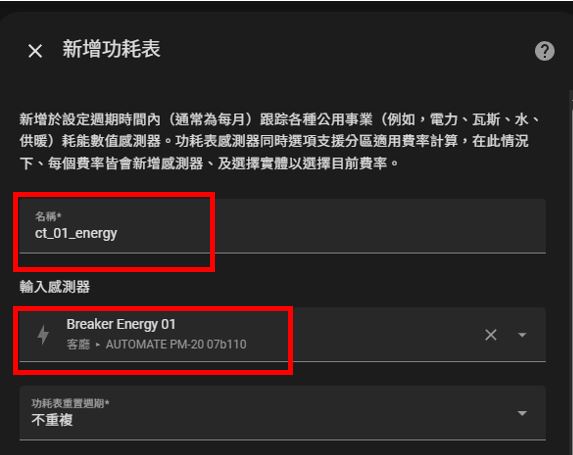 新增功耗表
新增於設定週期時間內（通常為每月）跟踪各種公用事業（例如，電力、瓦斯、水、
供暖）耗能數值感測器。功耗表感測器同時選項支援分區適用費率計算，在此情況
下、每個費率皆會新增感測器、及選擇實體以選擇目前費率。
名稱*
ct_01_energy
輸入感測器
Breaker Energy 01
客廳 ▸ AUTOMATE PM-20 07b110
功耗表重置週期*
不重複